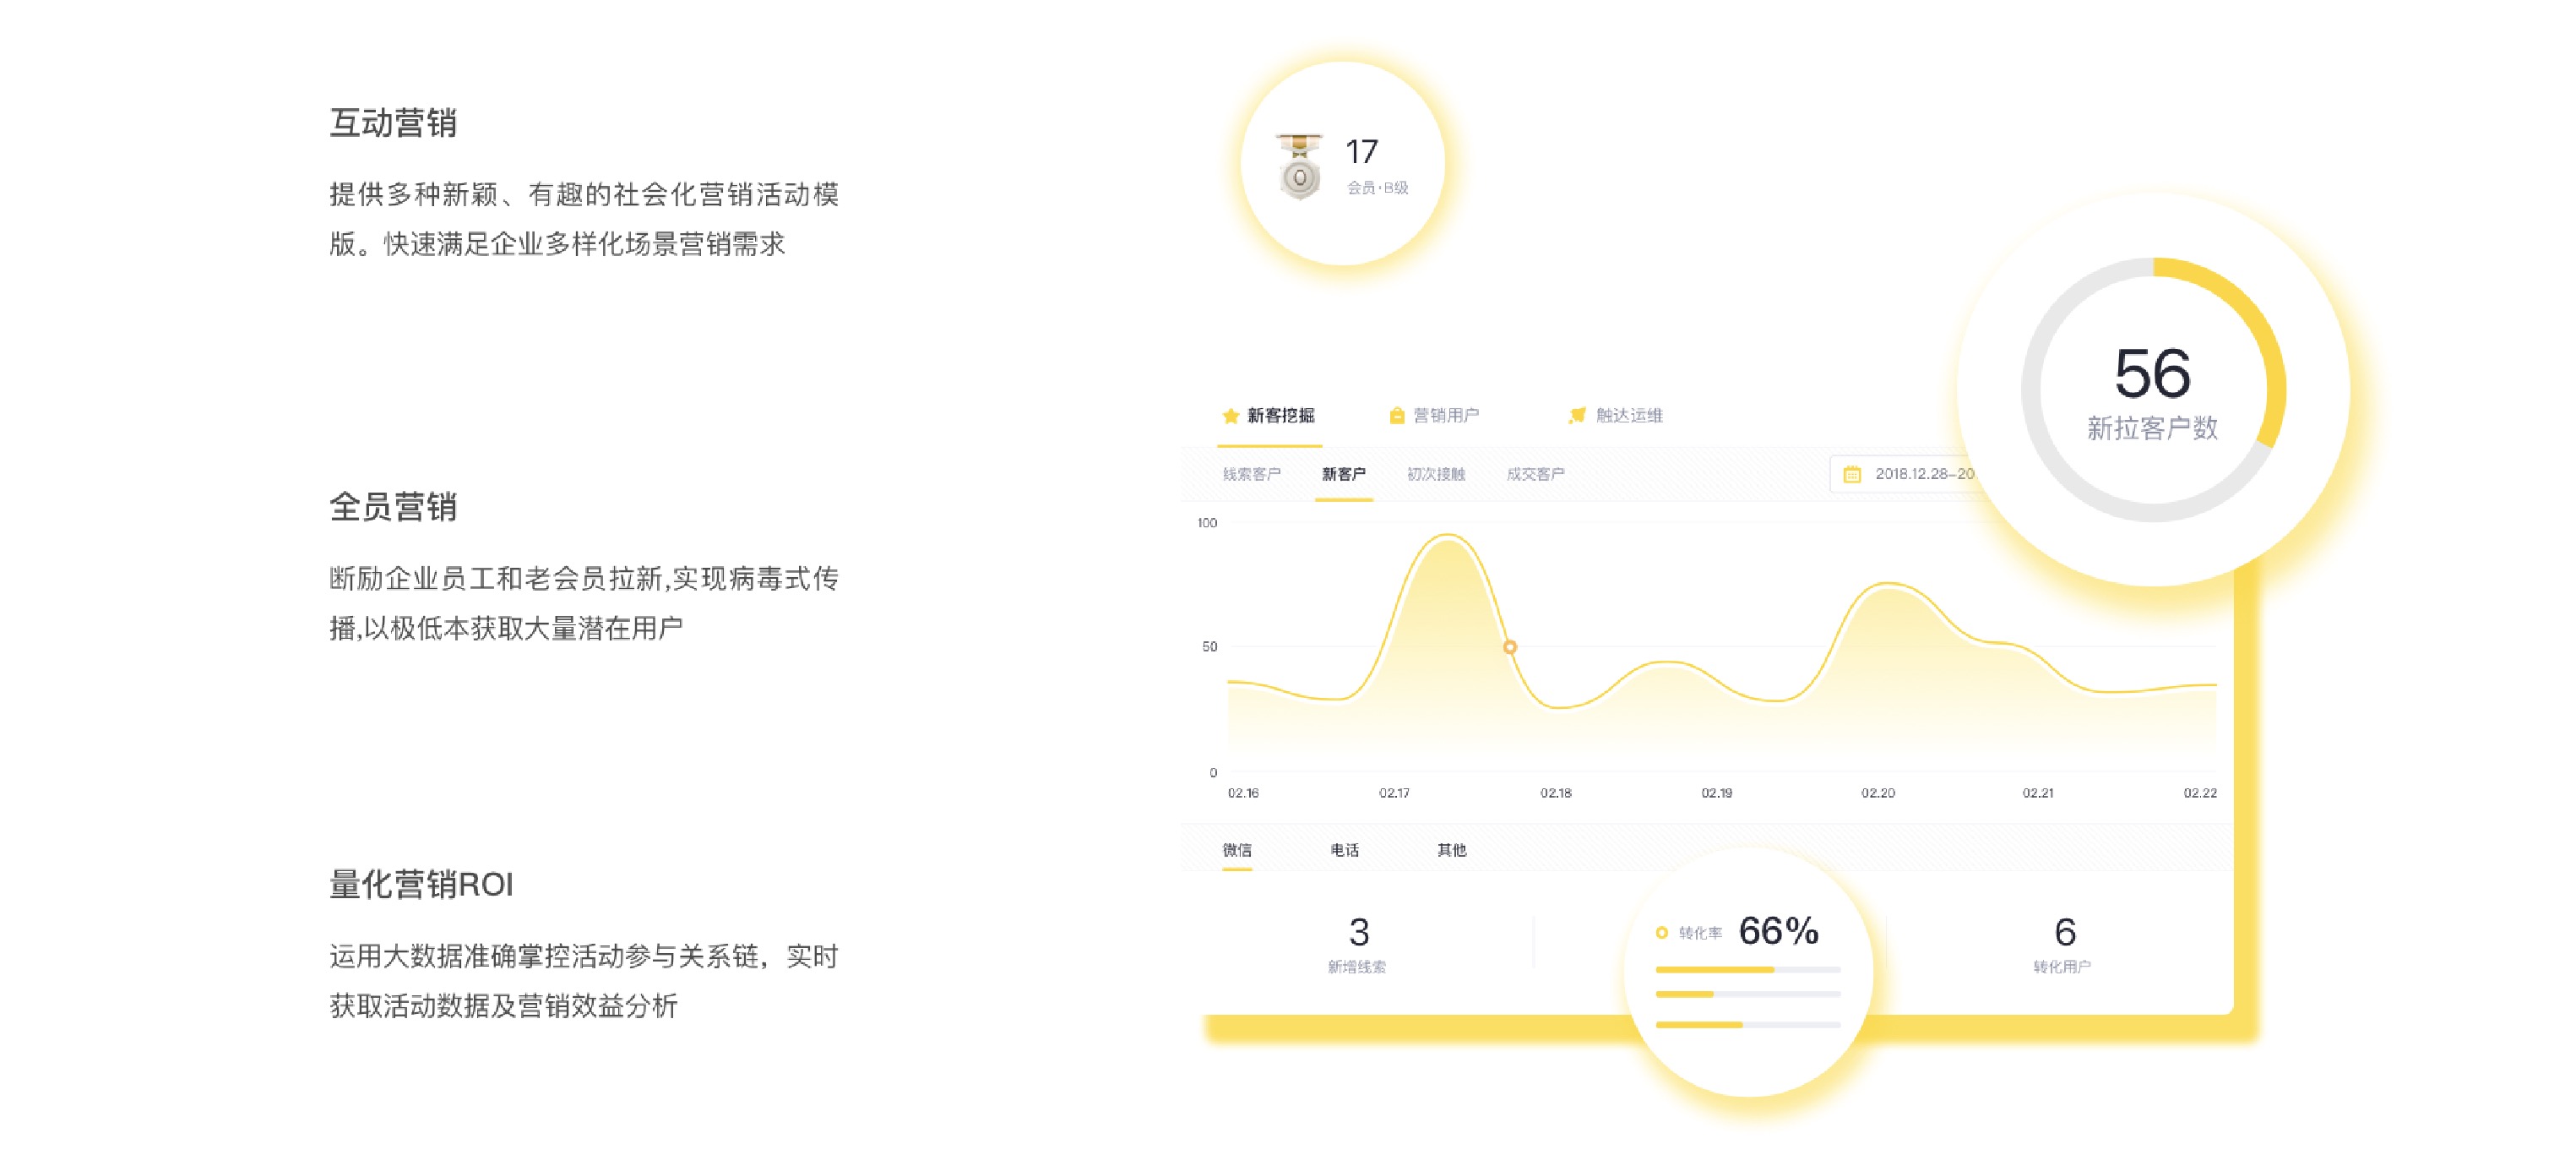 互动营销
提供多种新颖、有趣的社会化营销活动模
版。快速满足企业多样化场景营销需求
全员营销
断励企业员工和老会员拉新,实现病毒式传
播,以极低本获取大量潜在用户
量化营销ROI
运用大数据准确掌控活动参与关系链，实时
获取活动数据及营销效益分析
17
会员·B级
56
新拉客户数
新客挖掘 营销用户 触达运维
线索客户 新客户 初次接触 成交客户 2018.12.28-20
100
50
0
02.16 02.17 02.18 02.19 02.20 02.21 02.22
微信 电话 其他
3
新增线索
转化率 66%
6
转化用户